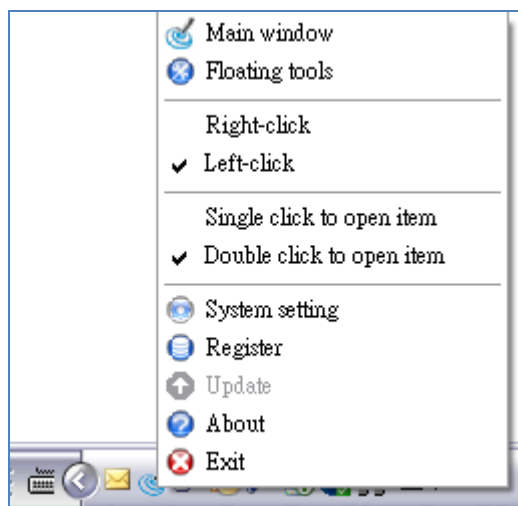 Main window
Floating tools
Right-click
Left-click
Single click to open item
Double click to open item
System setting
Register
Update
About
Exit